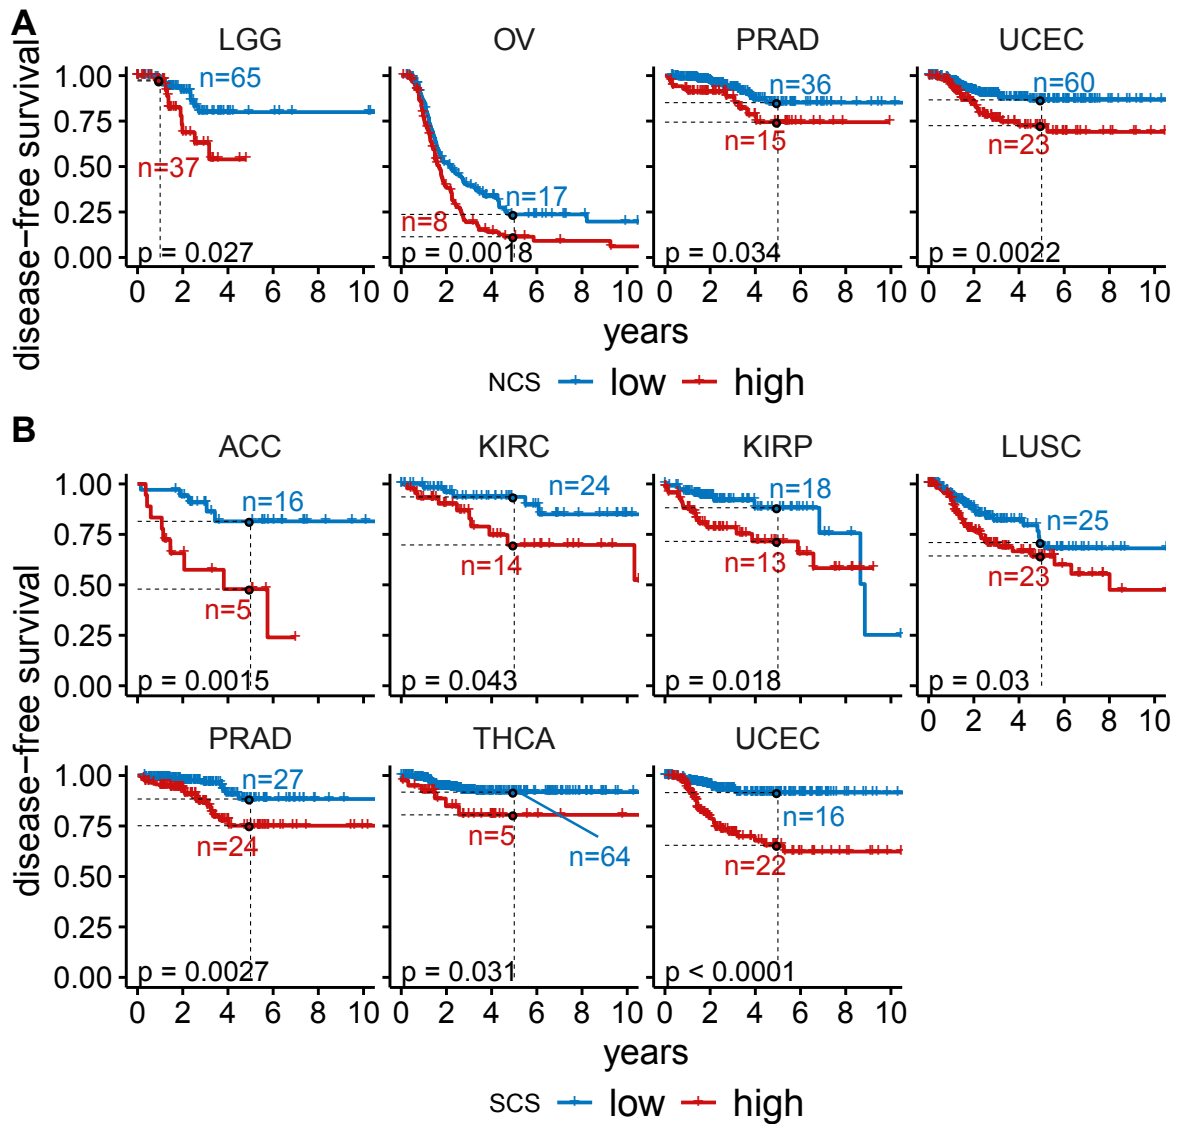 A
LGG OV PRAD UCEC
disease−free survival
1.00
0.75
0.50
0.25
0.00
n=65
n=37
p = 0.027
n=17
n=8
p = 0.0018
n=36
n=15
p = 0.034
n=60
n=23
p = 0.0022
0 2 4 6 8 10 0 2 4 6 8 10 0 2 4 6 8 10 0 2 4 6 8 10
years
NCS low high
B
ACC KIRC KIRP LUSC
disease−free survival
1.00
0.75
0.50
0.25
0.00
n=16
n=5
p = 0.0015
n=24
n=14
p = 0.043
n=18
n=13
p = 0.018
n=25
n=23
p = 0.03
0 2 4 6 8 10
PRAD THCA UCEC
1.00
0.75
0.50
0.25
0.00
n=27
n=24
p = 0.0027
n=5
n=64
p = 0.031
n=16
n=22
p < 0.0001
0 2 4 6 8 10 0 2 4 6 8 10 0 2 4 6 8 10
years
SCS low high